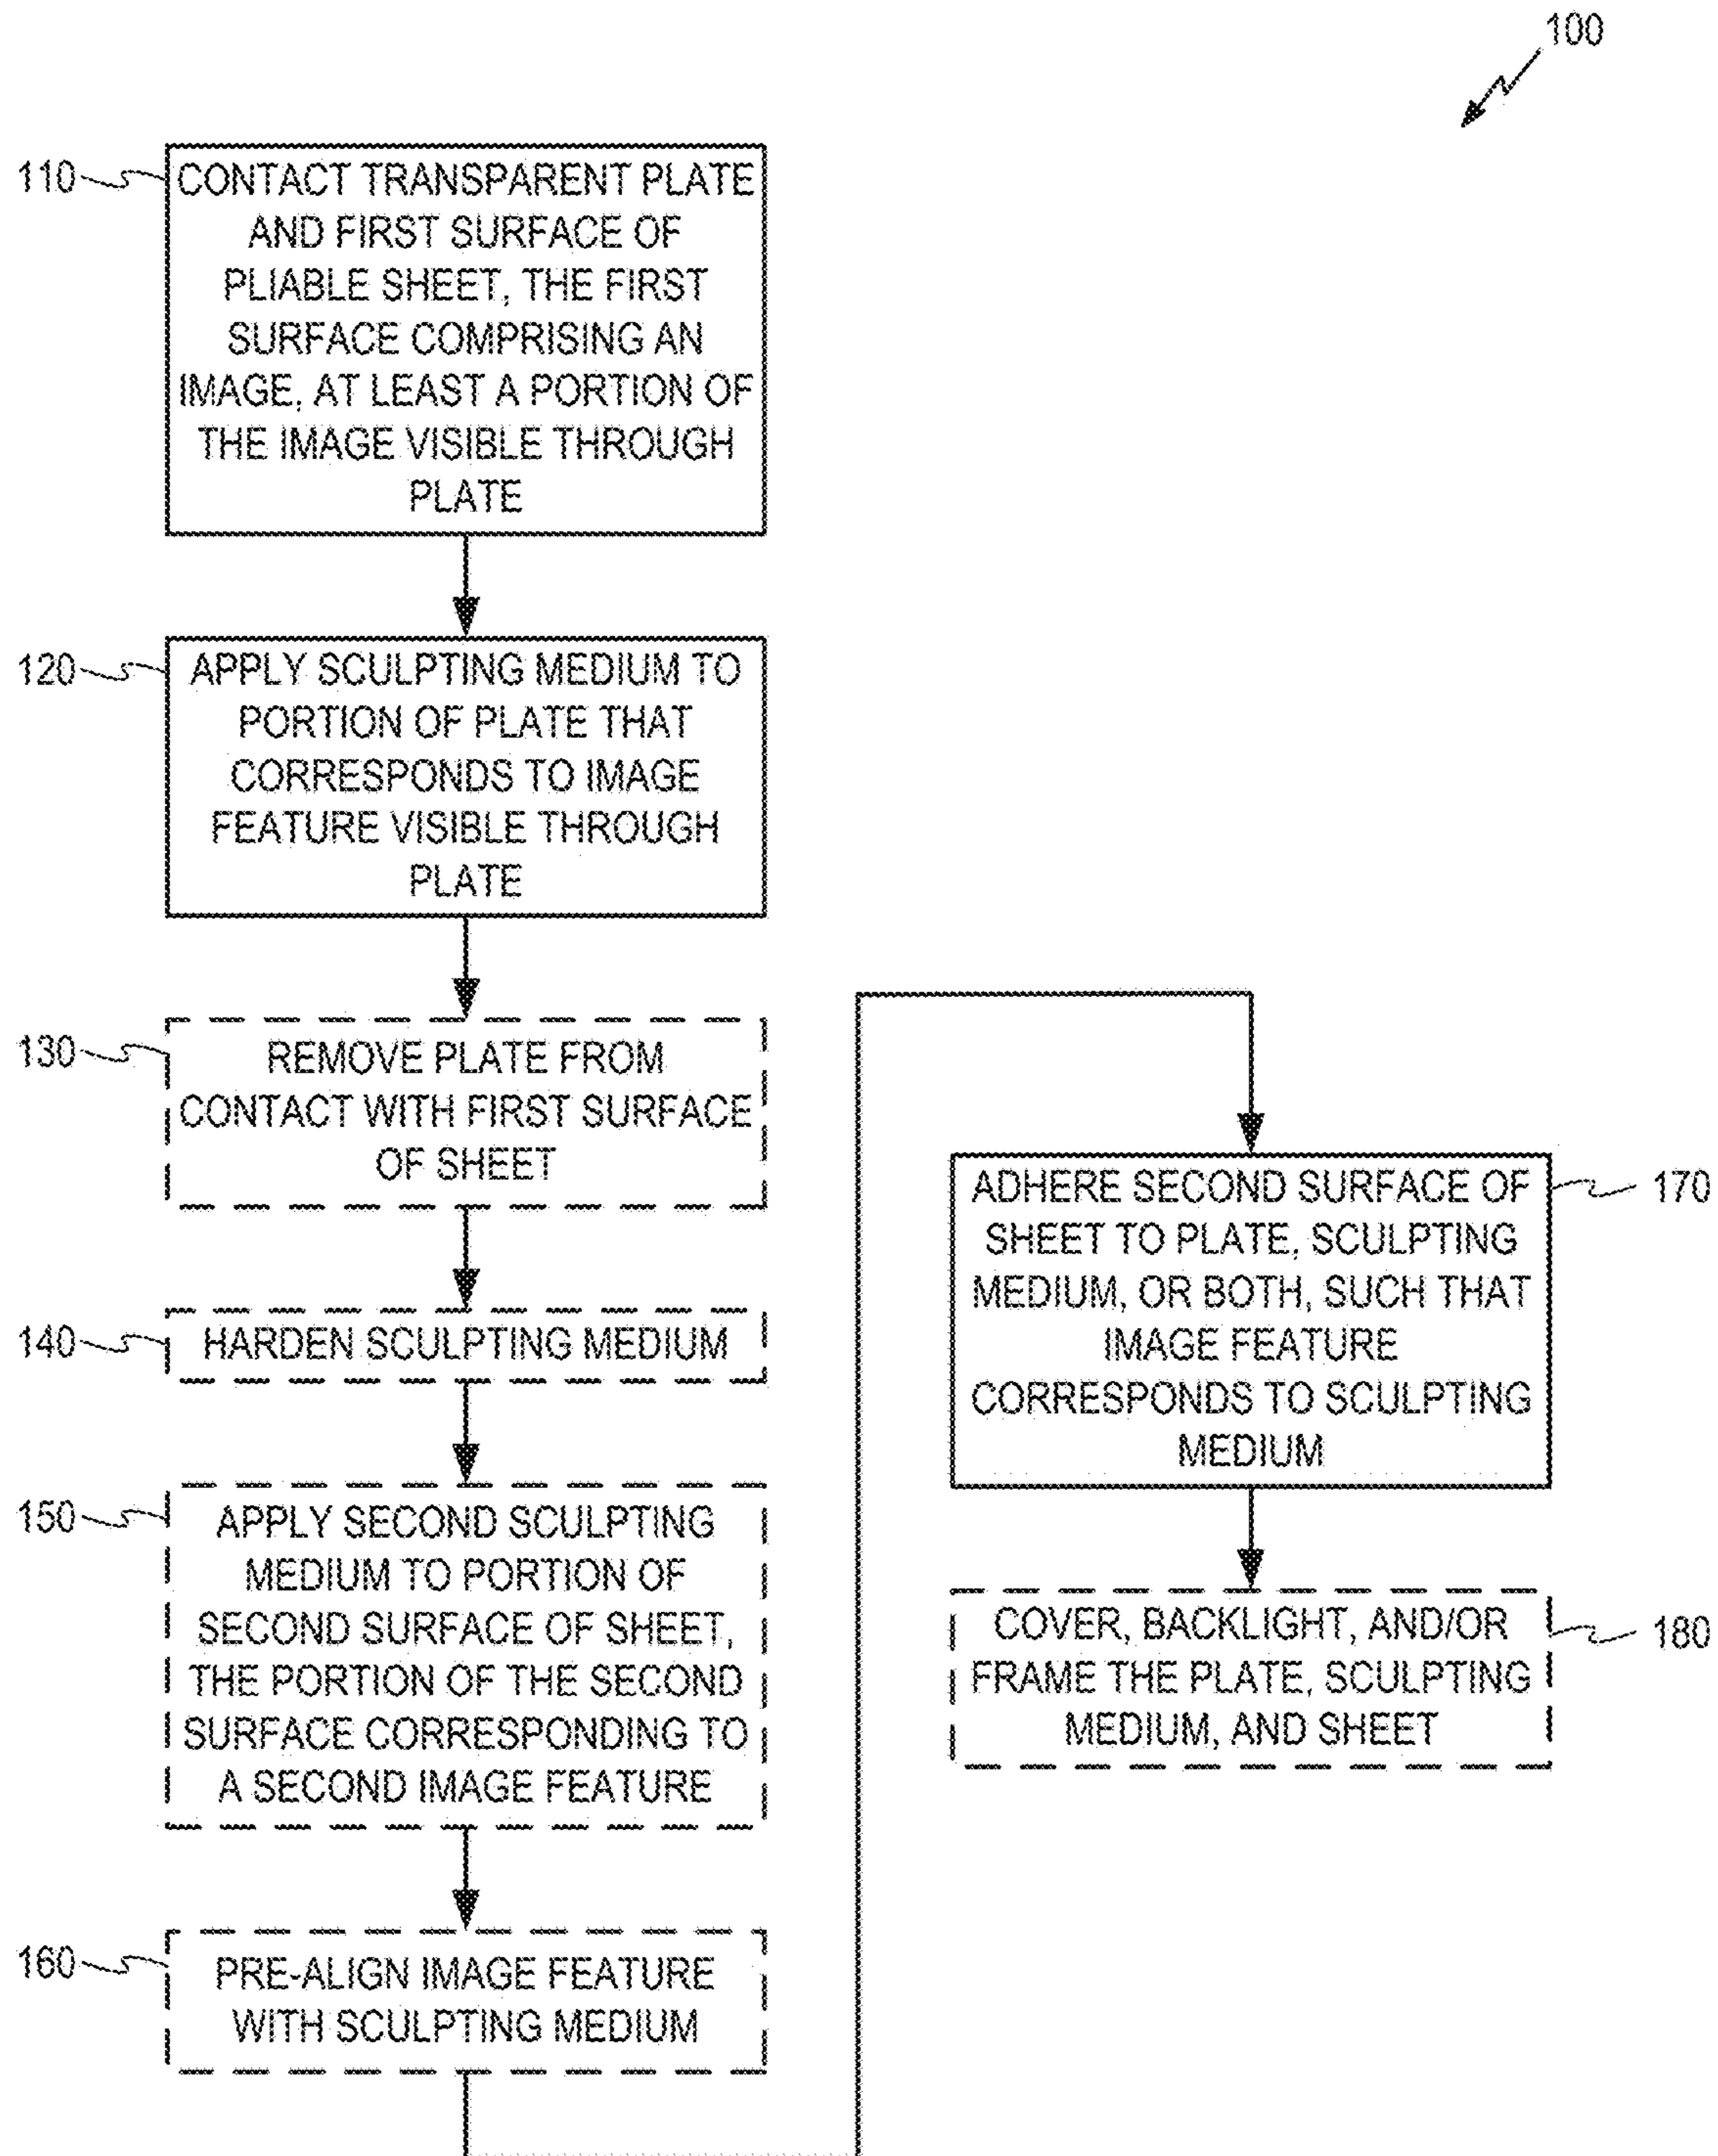 100
110
CONTACT TRANSPARENT PLATE
AND FIRST SURFACE OF
PLIABLE SHEET, THE FIRST
SURFACE COMPRISING AN
IMAGE, AT LEAST A PORTION OF
THE IMAGE VISIBLE THROUGH
PLATE
120
APPLY SCULPTING MEDIUM TO
PORTION OF PLATE THAT
CORRESPONDS TO IMAGE
FEATURE VISIBLE THROUGH
PLATE
130
REMOVE PLATE FROM
CONTACT WITH FIRST SURFACE
OF SHEET
140
HARDEN SCULPTING MEDIUM
150
APPLY SECOND SCULPTING
MEDIUM TO PORTION OF
SECOND SURFACE OF SHEET,
THE PORTION OF THE SECOND
SURFACE CORRESPONDING TO
A SECOND IMAGE FEATURE
160
PRE-ALIGN IMAGE FEATURE
WITH SCULPTING MEDIUM
170
ADHERE SECOND SURFACE OF
SHEET TO PLATE, SCULPTING
MEDIUM, OR BOTH, SUCH THAT
IMAGE FEATURE
CORRESPONDS TO SCULPTING
MEDIUM
180
COVER, BACKLIGHT, AND/OR
FRAME THE PLATE, SCULPTING
MEDIUM, AND SHEET